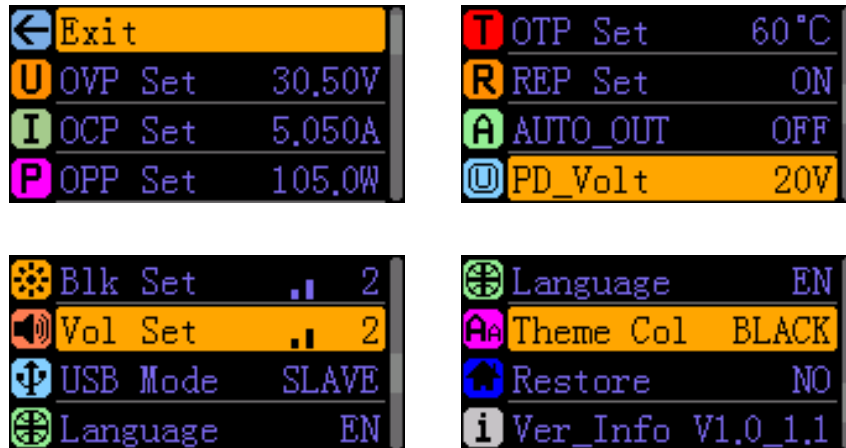 Exit
U OVP Set 30.50V
I OCP Set 5.050A
P OPP Set 105.0W
T OTP Set 60°C
R REP Set ON
A AUTO_OUT OFF
U PD_Volt 20V
Blk Set 2
Vol Set 2
USB Mode SLAVE
Language EN
Language EN
AA Theme Col BLACK
Restore NO
i Ver_Info V1.0_1.1